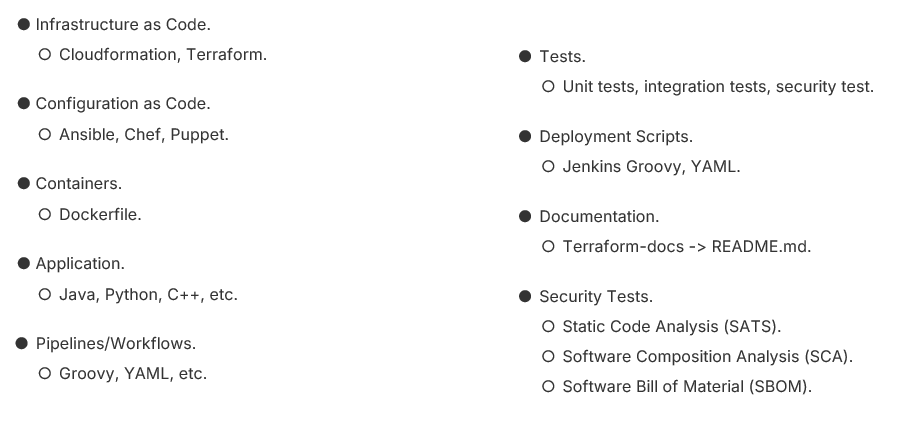 ● Infrastructure as Code.
○ Cloudformation, Terraform.
● Configuration as Code.
○ Ansible, Chef, Puppet.
● Containers.
○ Dockerfile.
● Application.
○ Java, Python, C++, etc.
● Pipelines/Workflows.
○ Groovy, YAML, etc.
● Tests.
○ Unit tests, integration tests, security test.
● Deployment Scripts.
○ Jenkins Groovy, YAML.
● Documentation.
○ Terraform-docs -> README.md.
● Security Tests.
○ Static Code Analysis (SATS).
○ Software Composition Analysis (SCA).
○ Software Bill of Material (SBOM).